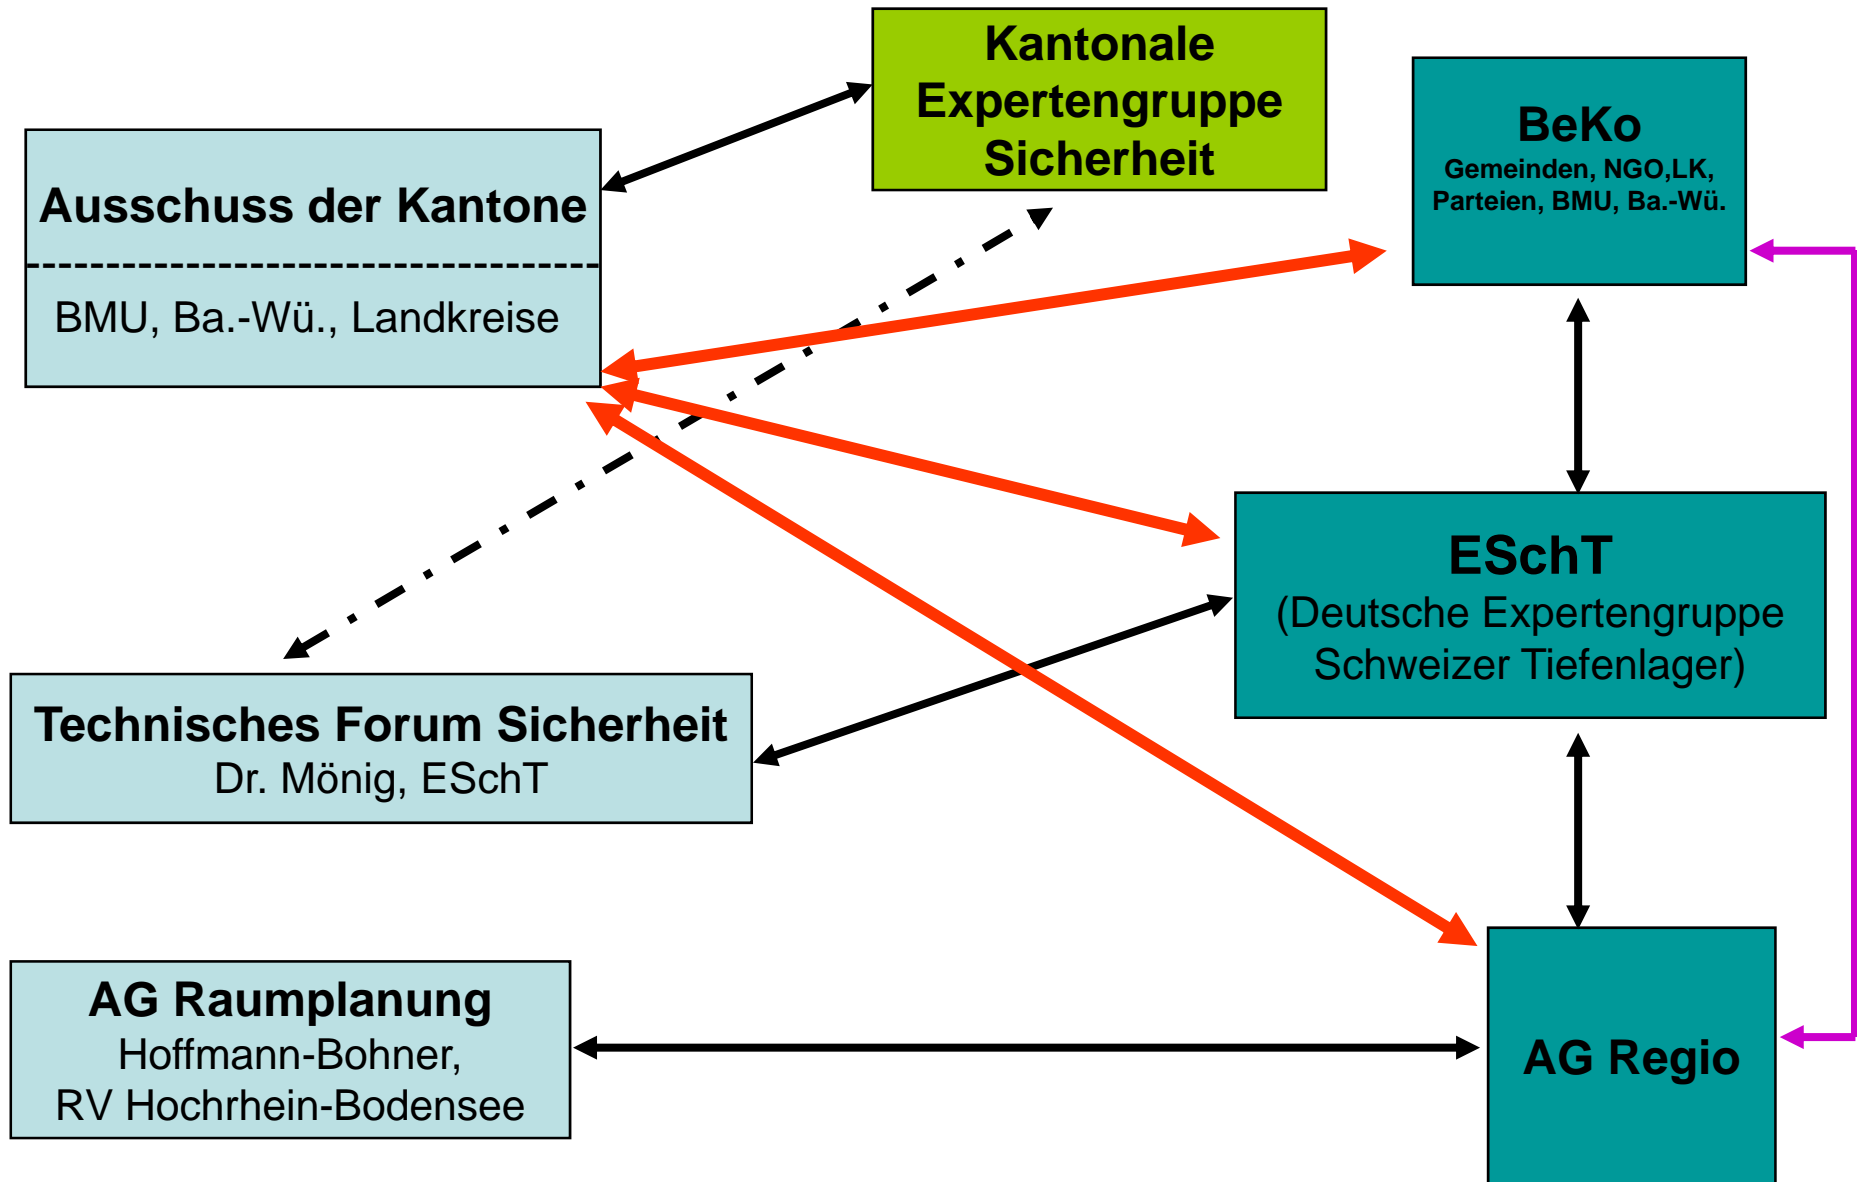 Kantonale
Expertengruppe
Sicherheit
BeKo
Gemeinden, NGO,LK,
Parteien, BMU, Ba.-Wü.
Ausschuss der Kantone
BMU, Ba.-Wü., Landkreise
ESchT
(Deutsche Expertengruppe
Schweizer Tiefenlager)
Technisches Forum Sicherheit
Dr. Mönig, ESchT
AG Raumplanung
Hoffmann-Bohner,
RV Hochrhein-Bodensee
AG Regio